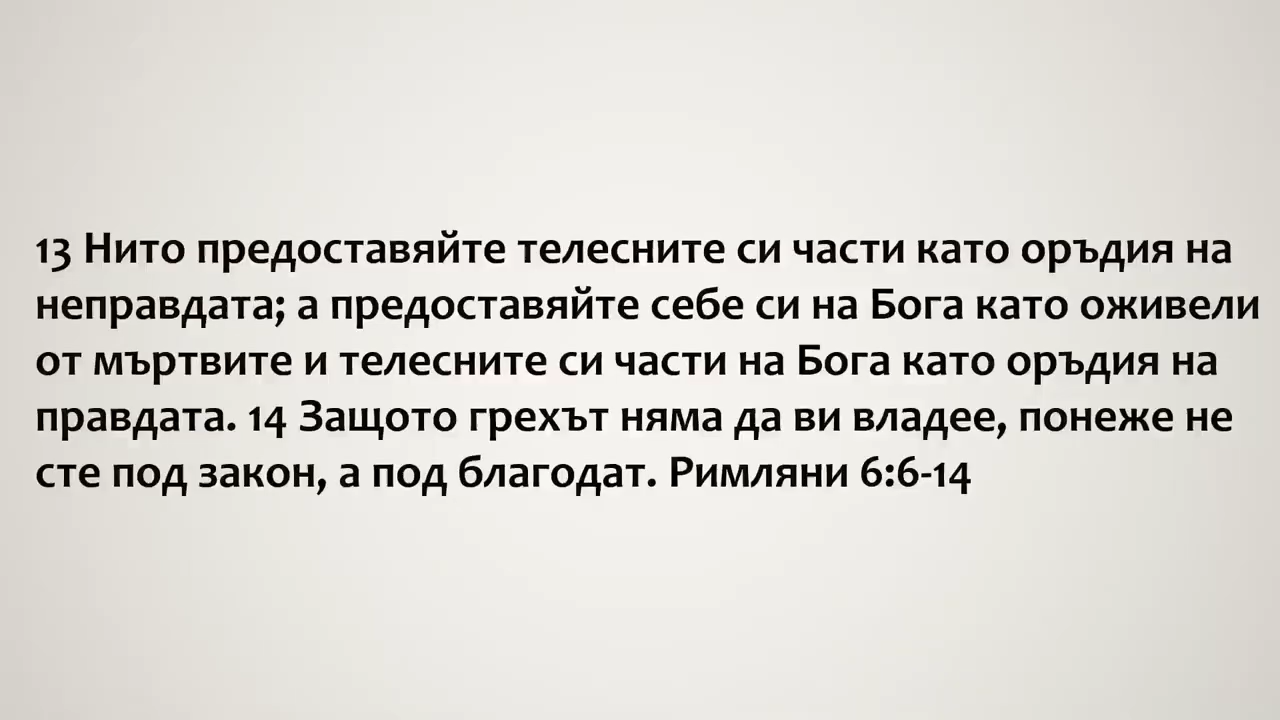 13 Нито предоставяйте телесните си части като оръдия на
неправдата; а предоставяйте себе си на Бога като оживели
от мъртвите и телесните си части на Бога като оръдия на
правдата. 14 Защото грехът няма да ви владее, понеже не
сте под закон, а под благодат. Римляни 6:6-14